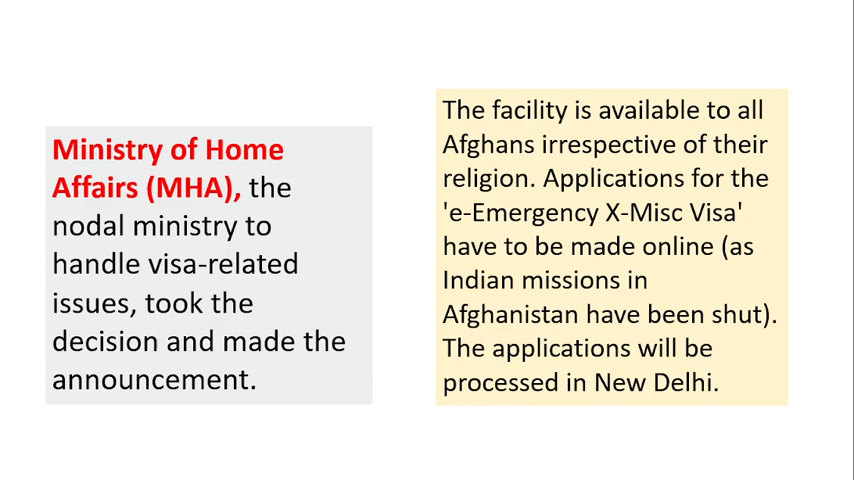 Ministry of Home
Affairs (MHA), the
nodal ministry to
handle visa-related
issues, took the
decision and made the
announcement.
The facility is available to all
Afghans irrespective of their
religion. Applications for the
'e-Emergency X-Misc Visa'
have to be made online (as
Indian missions in
Afghanistan have been shut).
The applications will be
processed in New Delhi.